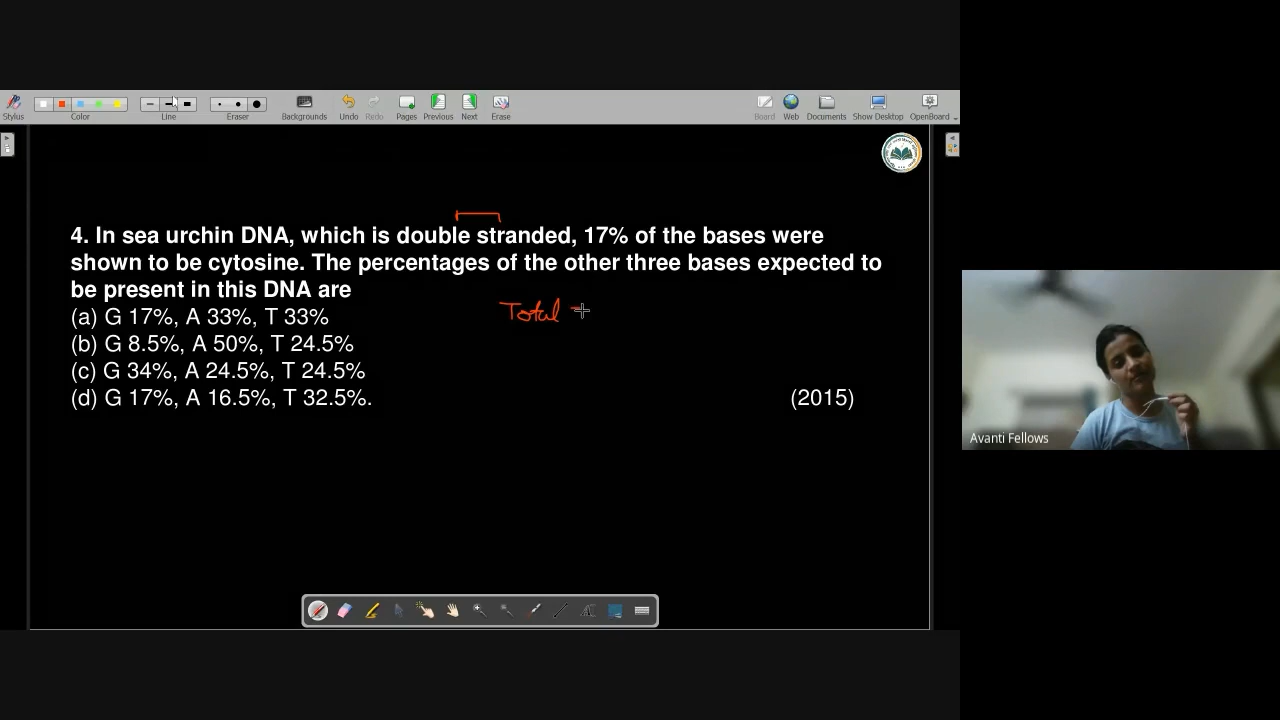 Stylus
Color
Line
Eraser
Backgrounds
Undo
Redo
Pages
Previous
Next
Erase
Board
Web
Documents
Show Desktop
OpenBoard
4. In sea urchin DNA, which is double stranded, 17% of the bases were
shown to be cytosine. The percentages of the other three bases expected to
be present in this DNA are
Total =
(a) G 17%, A 33%, T 33%
(b) G 8.5%, A 50%, T 24.5%
(c) G 34%, A 24.5%, T 24.5%
(d) G 17%, A 16.5%, T 32.5%. (2015)
Avanti Fellows